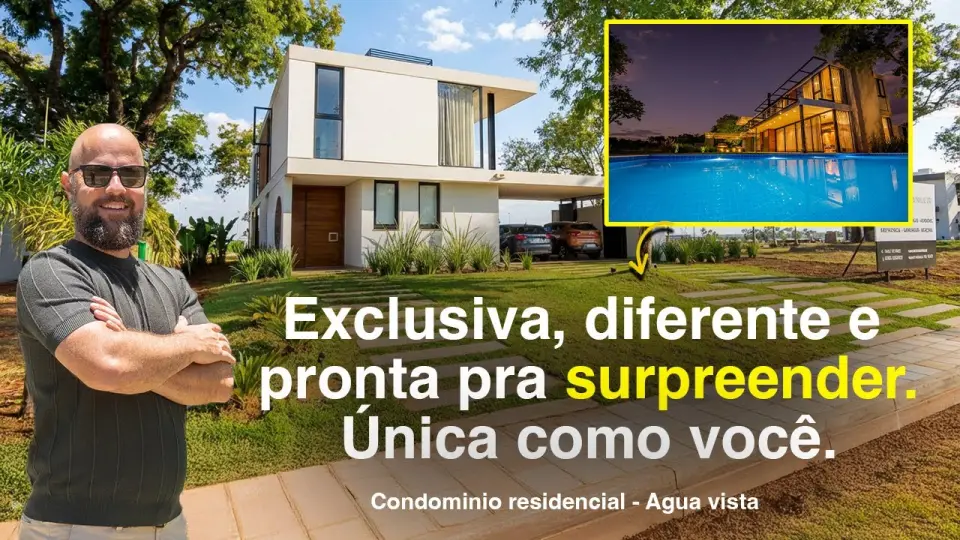 Exclusiva, diferente e
pronta pra surpreender.
Única como você.
Condominio residencial - Agua vista